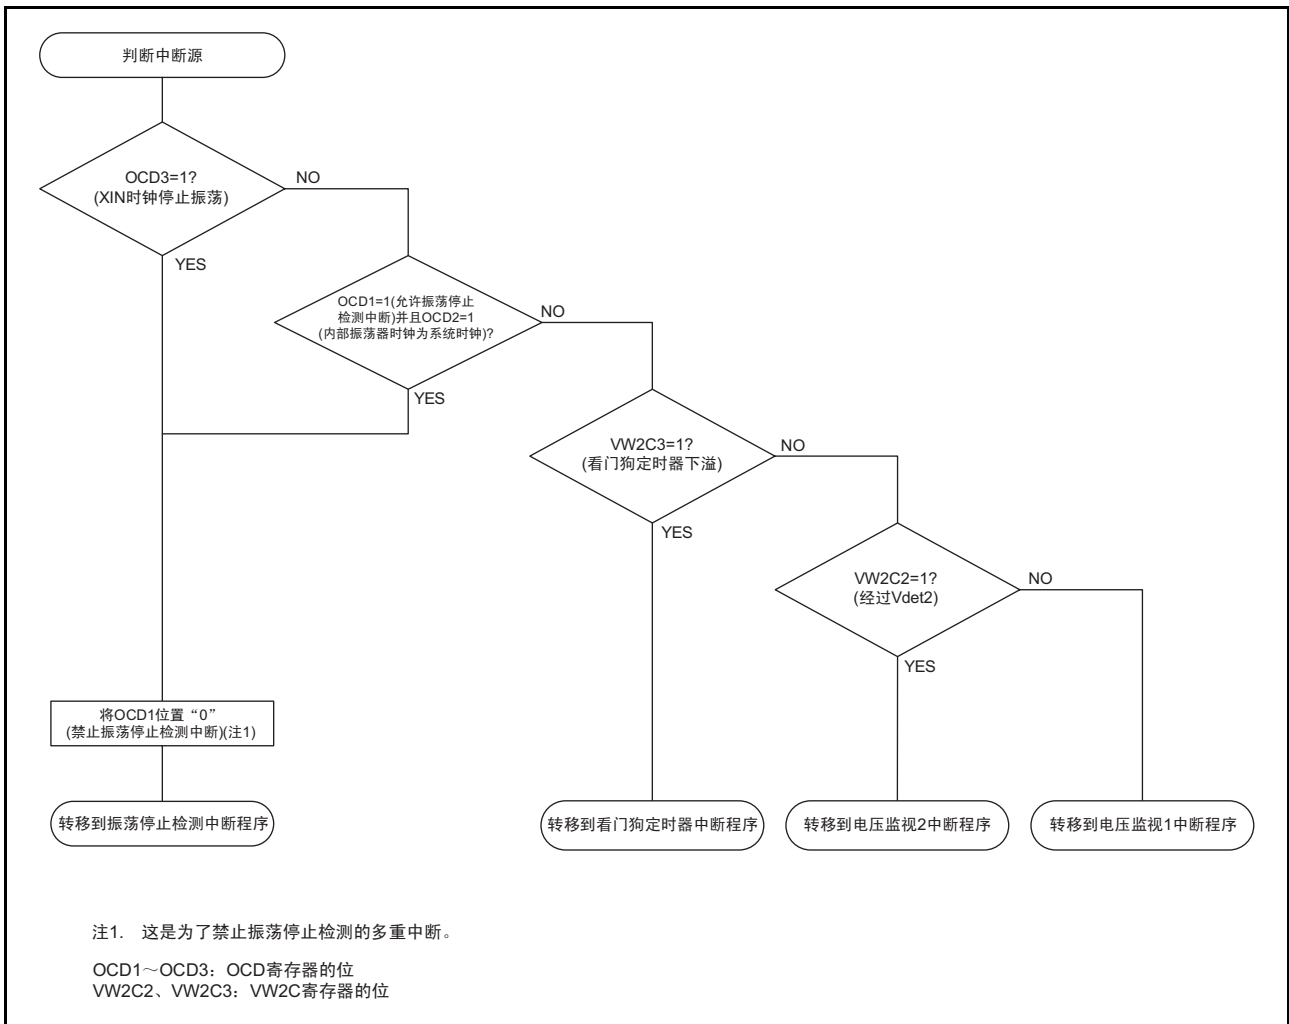 判断中断源
OCD3=1?
(XIN时钟停止振荡)
NO
YES
OCD1=1(允许振荡停止
检测中断)并且OCD2=1
(内部振荡器时钟为系统时钟)?
NO
YES
VW2C3=1?
(看门狗定时器下溢)
NO
YES
VW2C2=1?
(经过Vdet2)
NO
YES
将OCD1位置“0”
(禁止振荡停止检测中断)(注1)
转移到振荡停止检测中断程序
转移到看门狗定时器中断程序
转移到电压监视2中断程序
转移到电压监视1中断程序
注1. 这是为了禁止振荡停止检测的多重中断。
OCD1～OCD3：OCD寄存器的位
VW2C2、VW2C3：VW2C寄存器的位